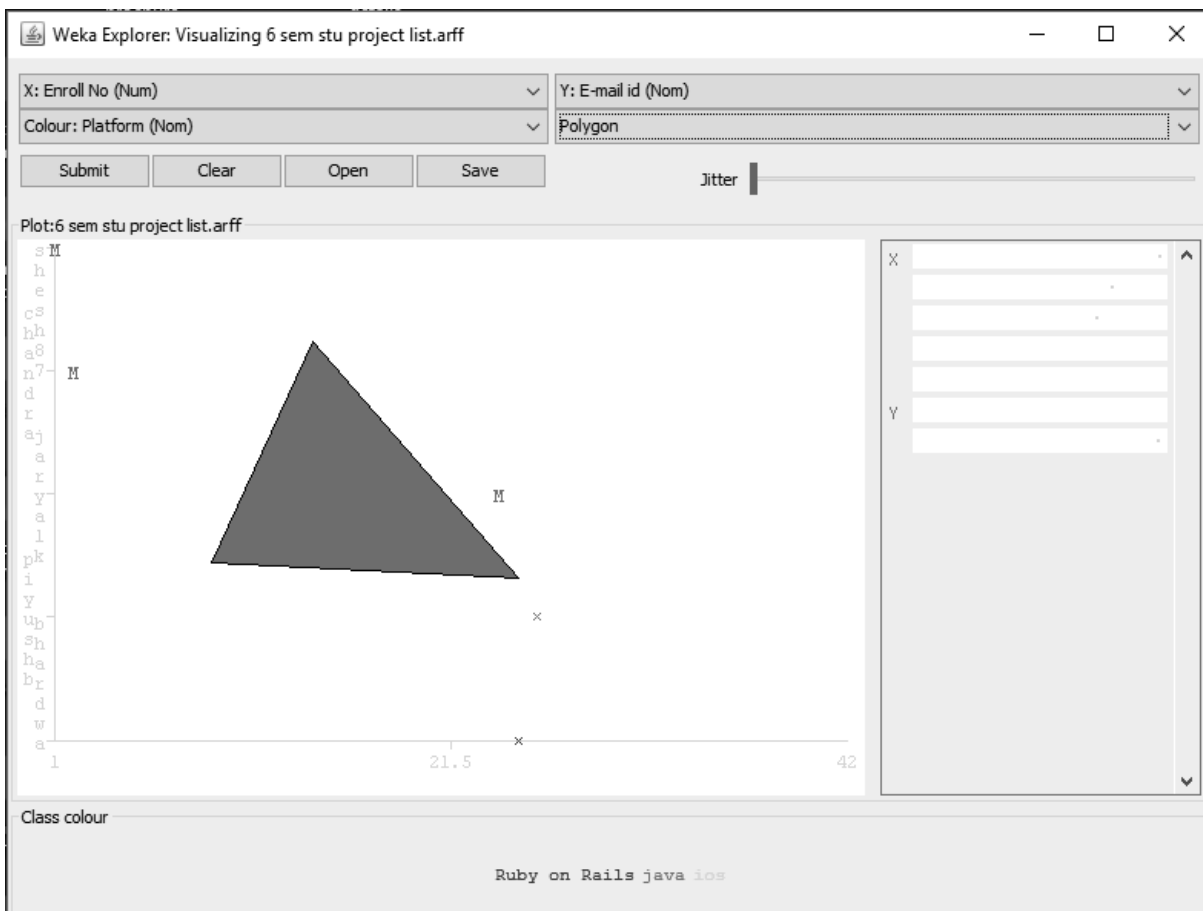 Weka Explorer: Visualizing 6 sem stu project list.arff
X: Enroll No (Num)
Y: E-mail id (Nom)
Colour: Platform (Nom)
Polygon
Submit
Clear
Open
Save
Jitter
Plot:6 sem stu project list.arff
M
M
M
x
x
1
21.5
42
X
Y
Class colour
Ruby on Rails java ios